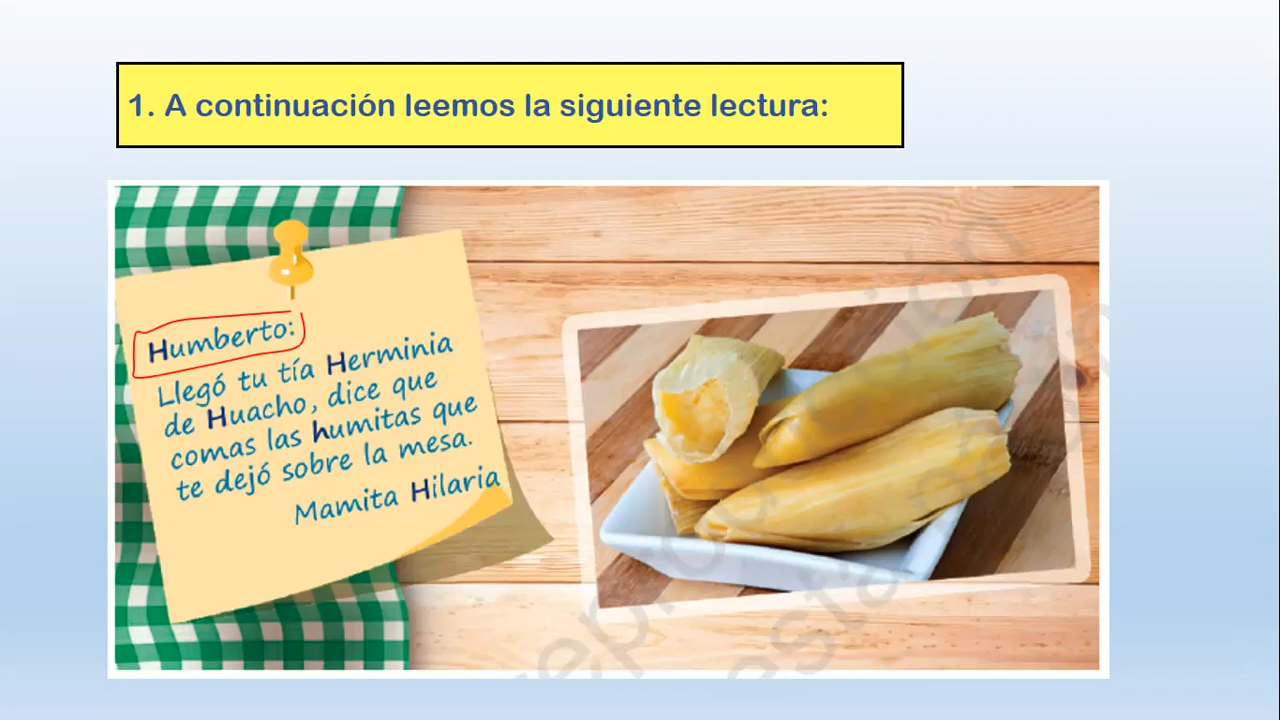 1. A continuación leemos la siguiente lectura:
Humberto:
Llegó tu tía Herminia
de Huacho, dice que
comas las humitas que
te dejó sobre la mesa.
Mamita Hilaria